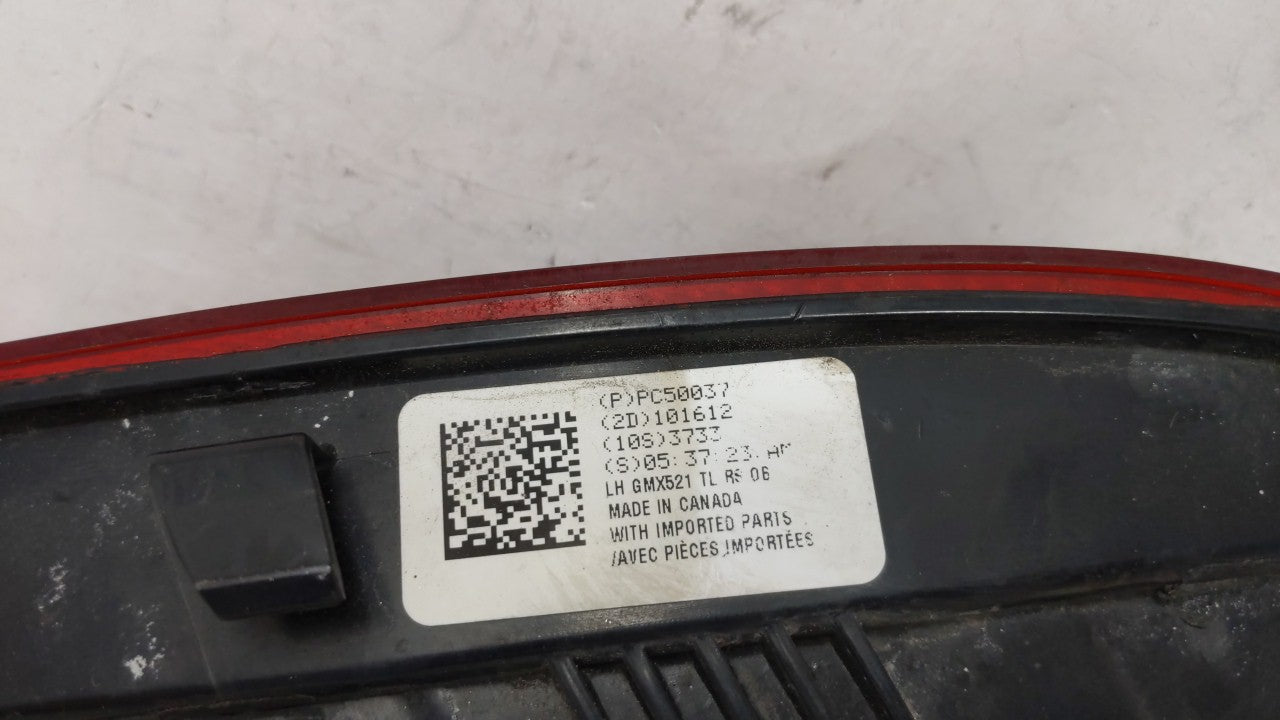 (P)PC50037
(2D)101612
(10S)3733
(S)05:37:23.AM
LH GMX521 TL RS 06
MADE IN CANADA
WITH IMPORTED PARTS
/AVEC PIÈCES IMPORTÉES